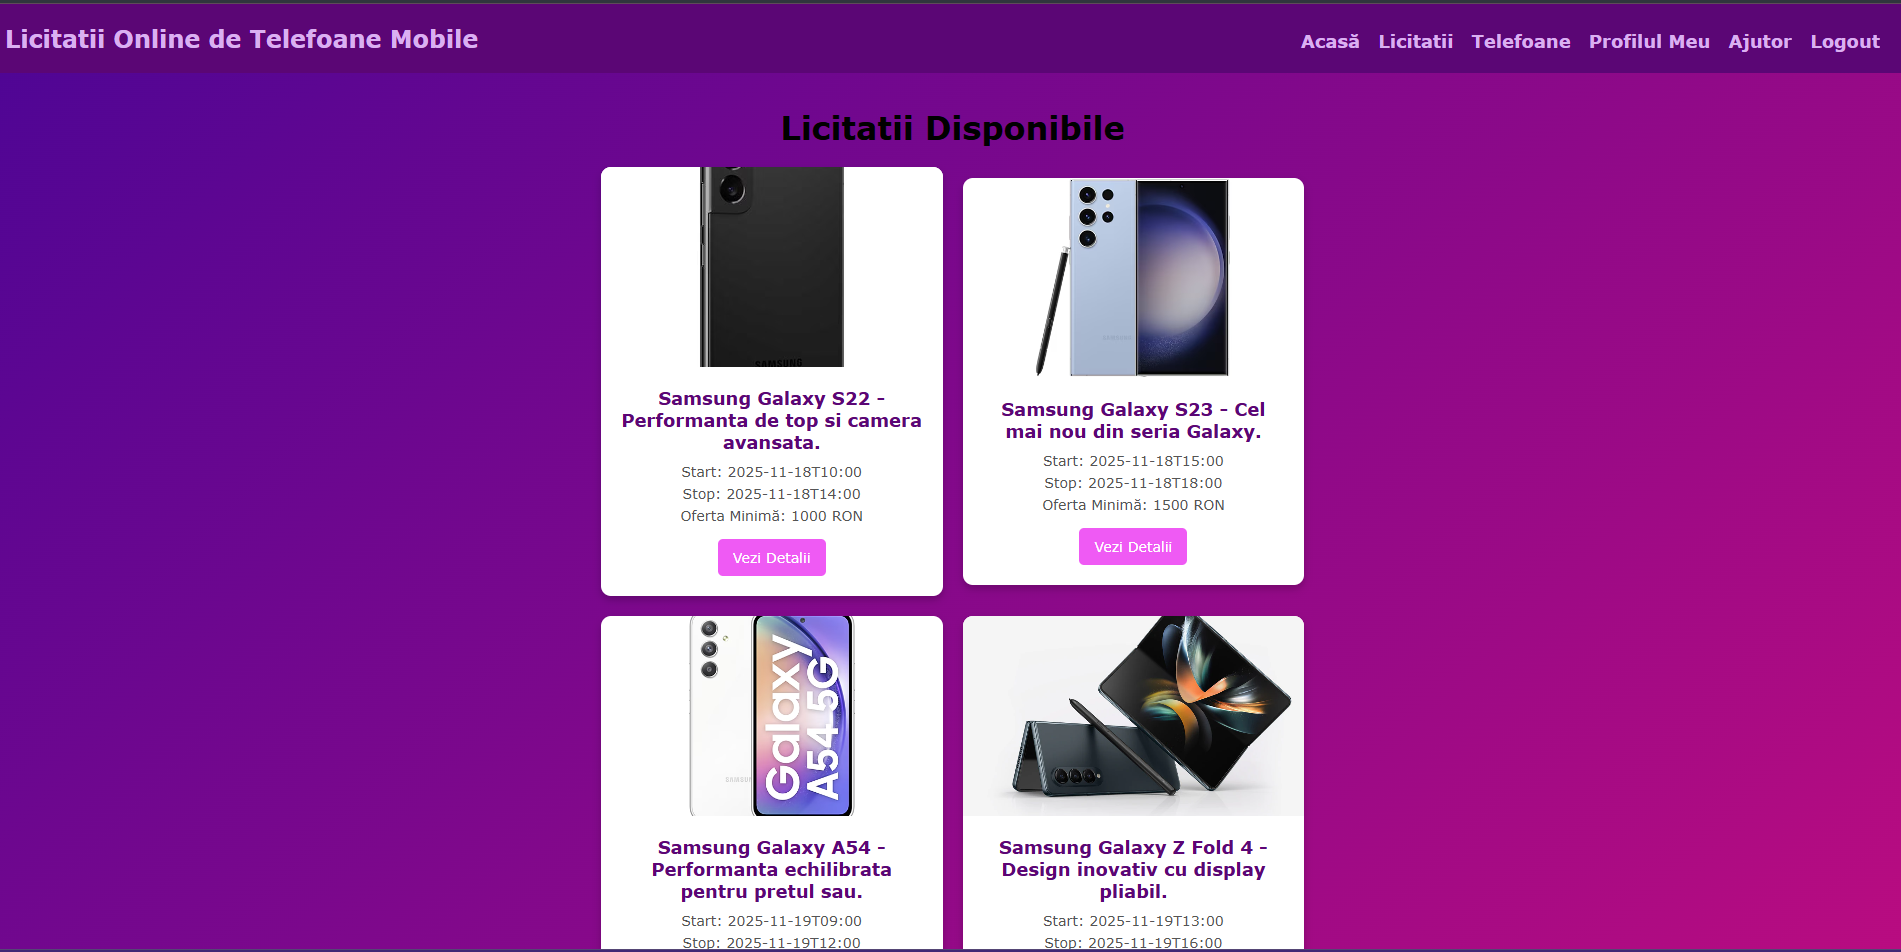 Licitatii Online de Telefoane Mobile
Acasă Licitatii Telefoane Profilul Meu Ajutor Logout
Licitatii Disponibile
SAMSUNG
Samsung Galaxy S22 -
Performanta de top si camera
avansata.
Start: 2025-11-18T10:00
Stop: 2025-11-18T14:00
Oferta Minimă: 1000 RON
Vezi Detalii
SAMSUNG
Samsung Galaxy S23 - Cel
mai nou din seria Galaxy.
Start: 2025-11-18T15:00
Stop: 2025-11-18T18:00
Oferta Minimă: 1500 RON
Vezi Detalii
SAMSUNG
Galaxy
A54 5G
Samsung Galaxy A54 -
Performanta echilibrata
pentru pretul sau.
Start: 2025-11-19T09:00
Stop: 2025-11-19T12:00
Samsung Galaxy Z Fold 4 -
Design inovativ cu display
pliabil.
Start: 2025-11-19T13:00
Stop: 2025-11-19T16:00